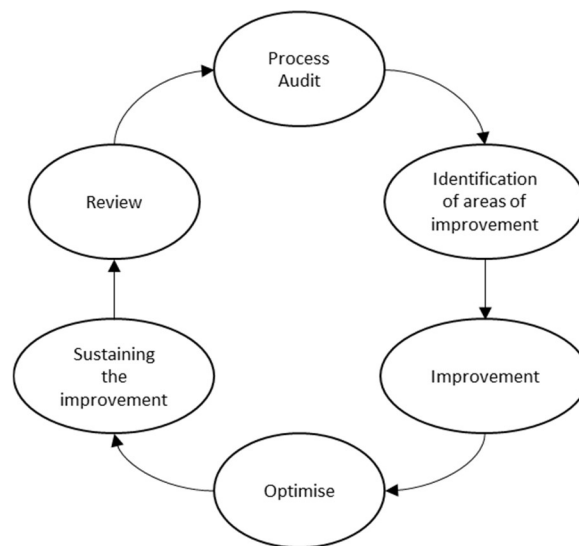 Process
Audit
Identification
of areas of
improvement
Improvement
Optimise
Sustaining
the
improvement
Review